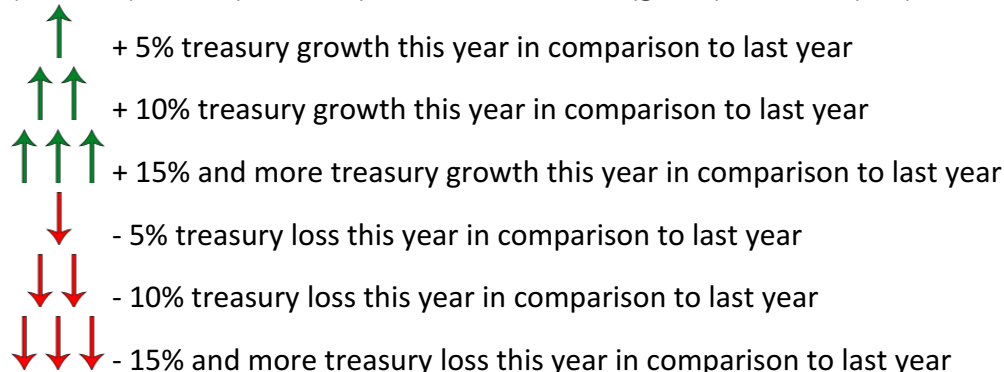 + 5% treasury growth this year in comparison to last year
+ 10% treasury growth this year in comparison to last year
+ 15% and more treasury growth this year in comparison to last year
- 5% treasury loss this year in comparison to last year
- 10% treasury loss this year in comparison to last year
- 15% and more treasury loss this year in comparison to last year